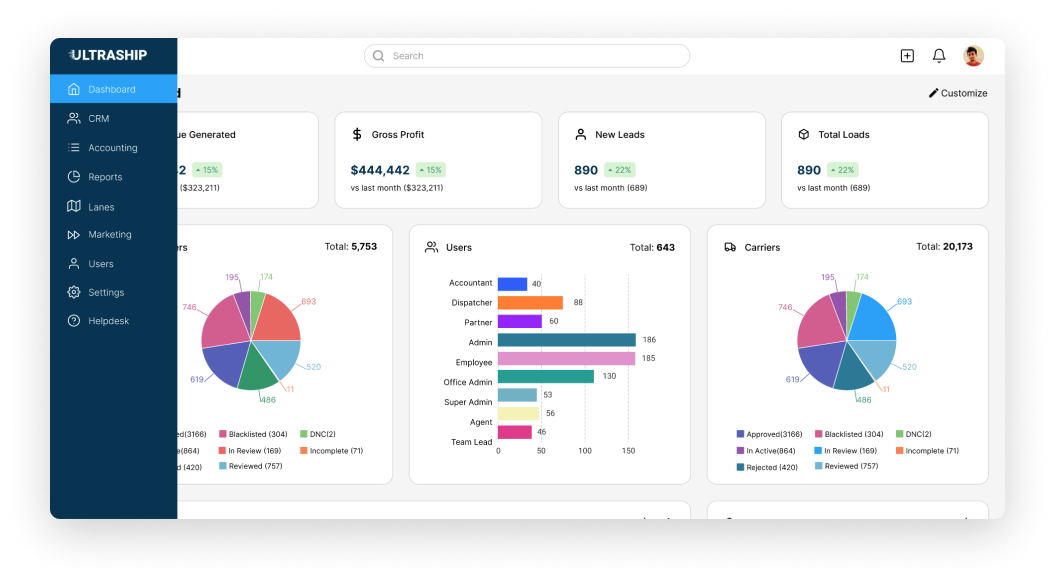 ULTRASHIP
Search
Dashboard
CRM
Accounting
Reports
Lanes
Marketing
Users
Settings
Helpdesk
d
Customize
ue Generated
2 15%
($323,211)
Gross Profit
$444,442 15%
vs last month ($323,211)
New Leads
890 22%
vs last month (689)
Total Loads
890 22%
vs last month (689)
ers Total: 5,753
195 174
746 693
520
619 11
486
ed(3166) Blacklisted (304) DNC(2)
e(864) In Review (169) Incomplete (71)
d (420) Reviewed (757)
Users Total: 643
Accountant 40
Dispatcher 88
Partner 60
Admin 186
Employee 185
Office Admin 130
Super Admin 53
Agent 56
Team Lead 46
0 50 100 150
Carriers Total: 20,173
195 174
746 693
520
619 11
486
Approved(3166) Blacklisted (304) DNC(2)
In Active(864) In Review (169) Incomplete (71)
Rejected (420) Reviewed (757)